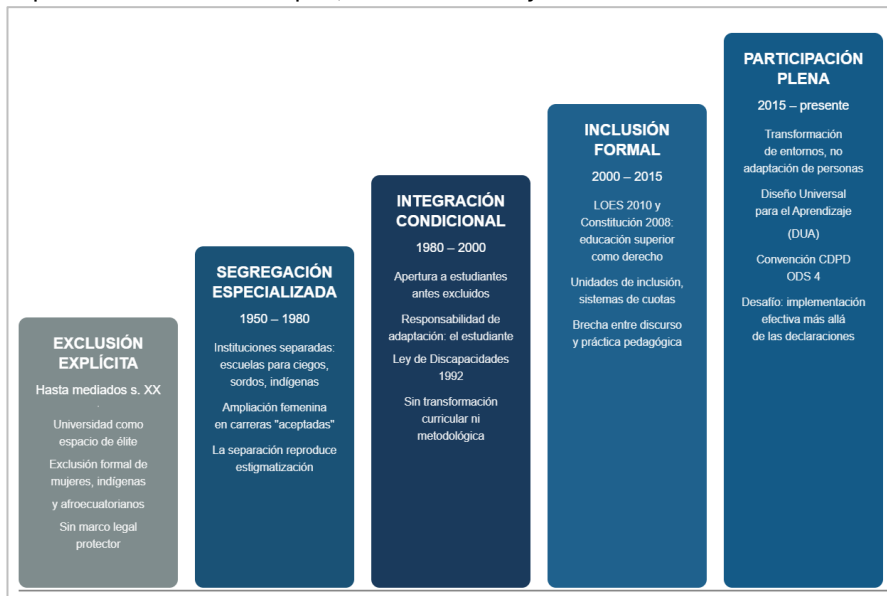 EXCLUSIÓN
EXPLÍCITA
Hasta mediados s. XX
Universidad como
espacio de élite
Exclusión formal de
mujeres, indígenas
y afroecuatorianos
Sin marco legal
protector
SEGREGACIÓN
ESPECIALIZADA
1950 – 1980
Instituciones separadas:
escuelas para ciegos,
sordos, indígenas
Ampliación femenina
en carreras "aceptadas"
La separación reproduce
estigmatización
INTEGRACIÓN
CONDICIONAL
1980 – 2000
Apertura a estudiantes
antes excluidos
Responsabilidad de
adaptación: el estudiante
Ley de Discapacidades
1992
Sin transformación
curricular ni
metodológica
INCLUSIÓN
FORMAL
2000 – 2015
LOES 2010 y
Constitución 2008:
educación superior
como derecho
Unidades de inclusión,
sistemas de cuotas
Brecha entre discurso
y práctica pedagógica
PARTICIPACIÓN
PLENA
2015 – presente
Transformación
de entornos, no
adaptación de personas
Diseño Universal
para el Aprendizaje
(DUA)
Convención CDPD
ODS 4
Desafío: implementación
efectiva más allá
de las declaraciones